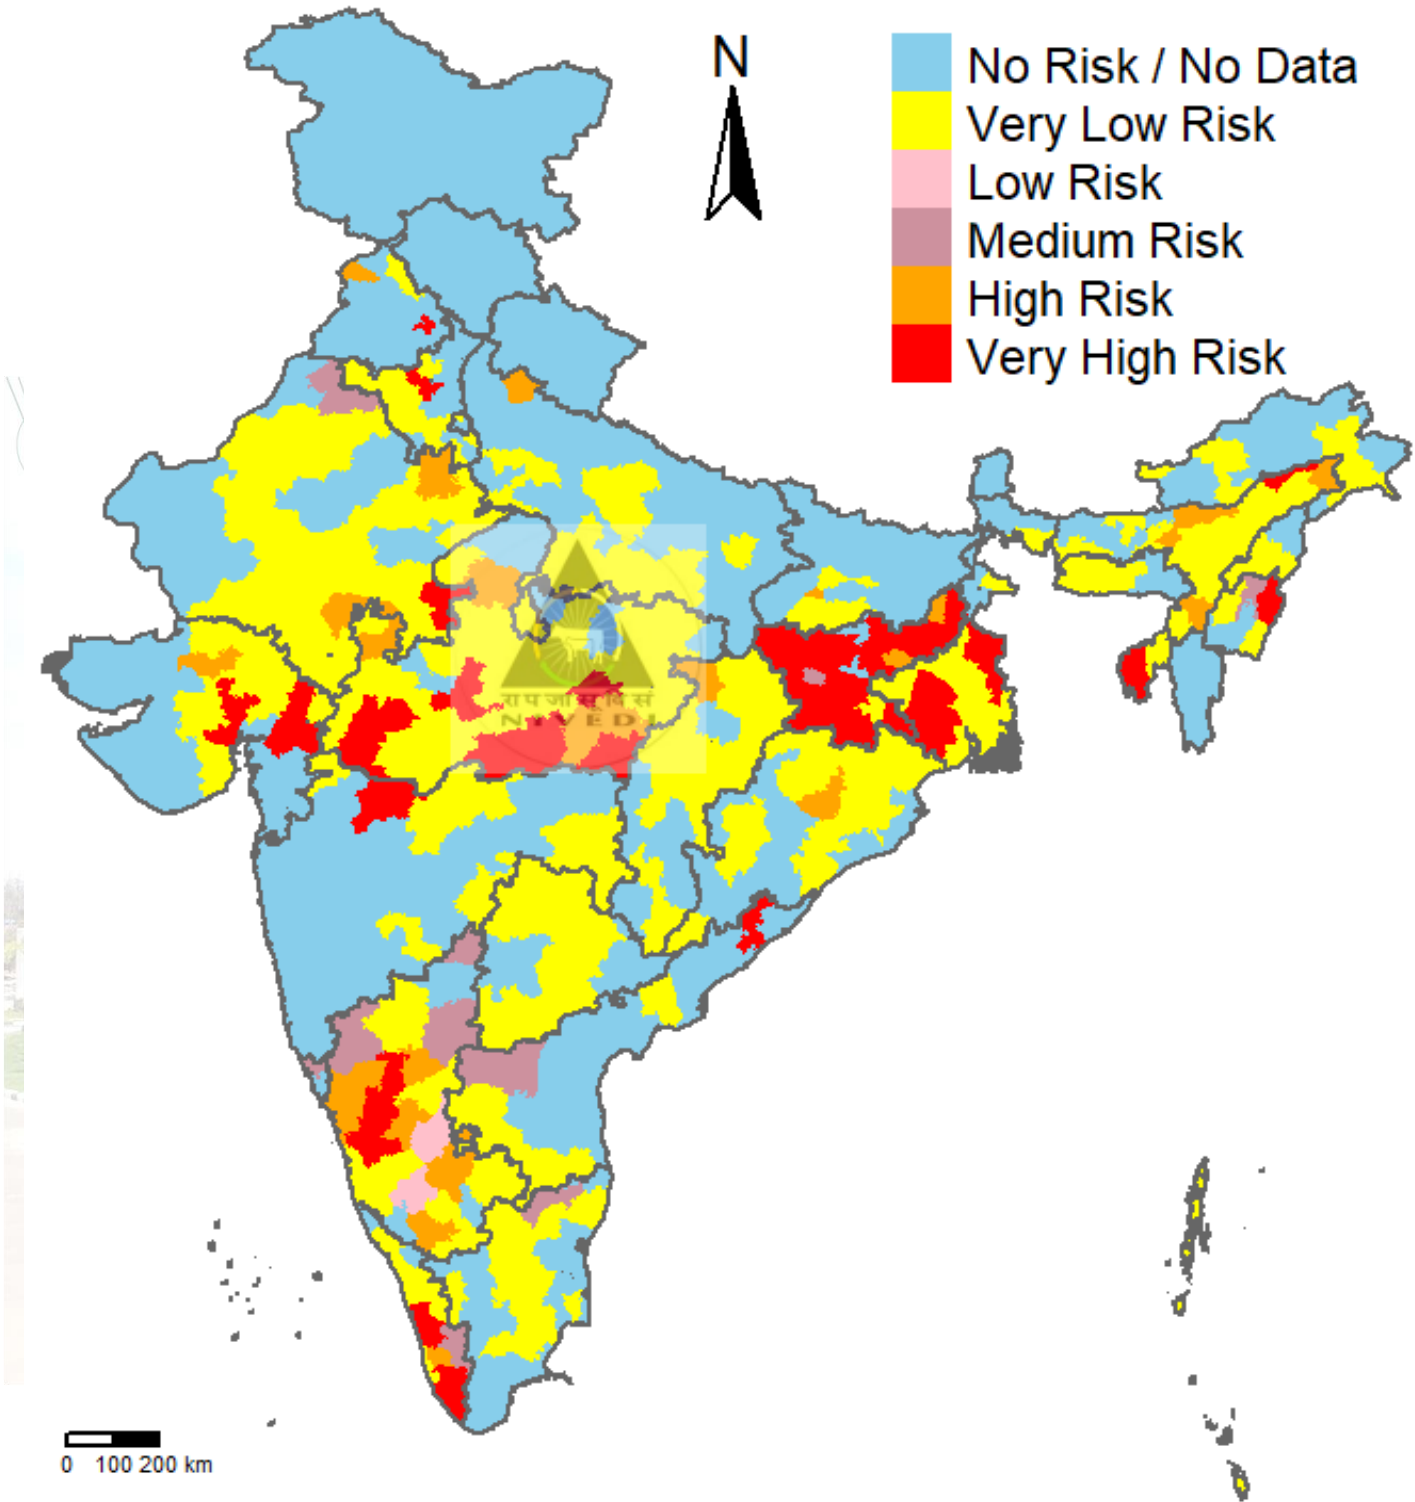 N
No Risk / No Data
Very Low Risk
Low Risk
Medium Risk
High Risk
Very High Risk
रा प जा सू वि सं
NIVEDI
0 100 200 km